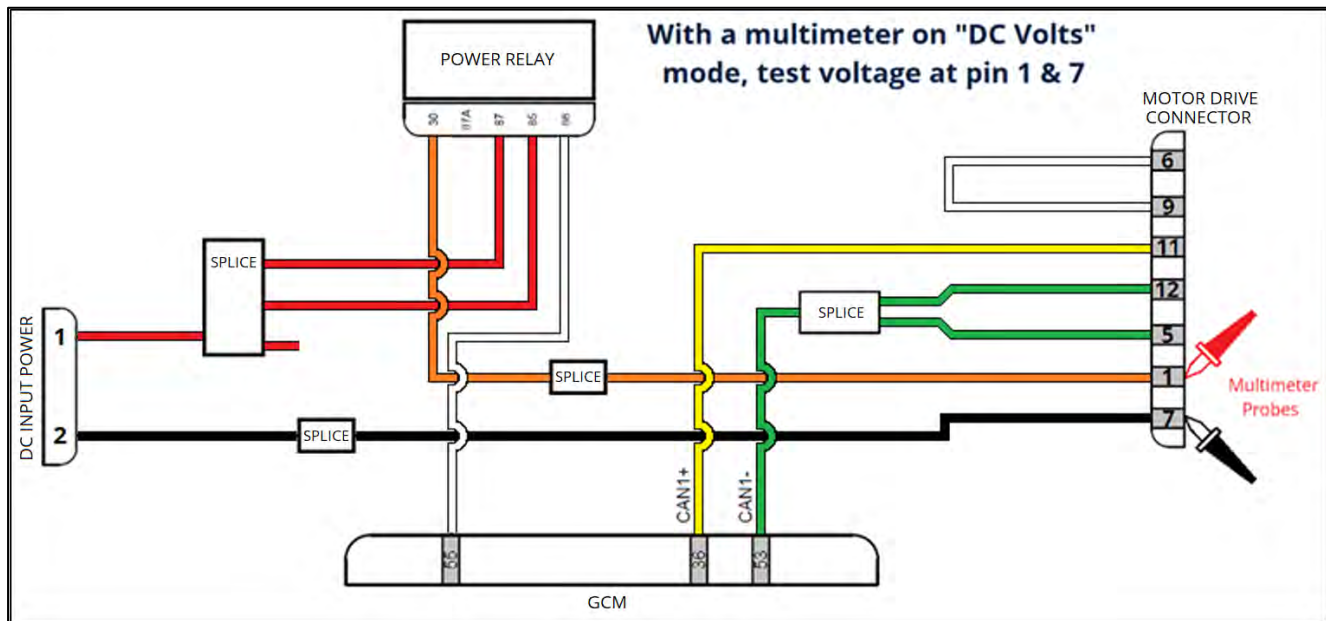 With a multimeter on "DC Volts"
mode, test voltage at pin 1 & 7
POWER RELAY
30
87A
87
85
86
MOTOR DRIVE
CONNECTOR
6
9
11
12
5
1
7
Multimeter
Probes
SPLICE
SPLICE
SPLICE
SPLICE
DC INPUT POWER
1
2
CAN1+
CAN1-
36
53
GCM